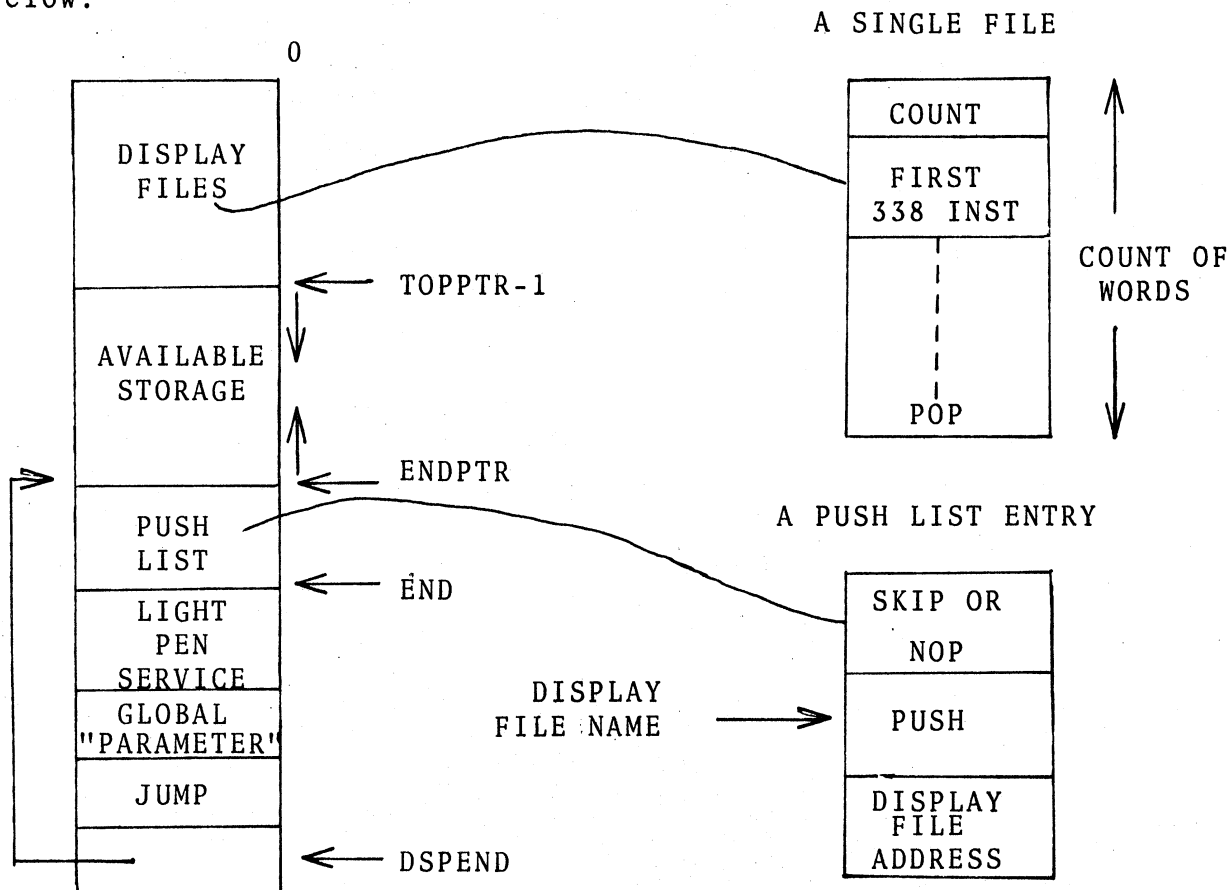 elow.
0
DISPLAY
FILES
TOPPTR-1
AVAILABLE
STORAGE
ENDPTR
PUSH
LIST
END
LIGHT
PEN
SERVICE
GLOBAL
"PARAMETER"
JUMP
DSPEND
A SINGLE FILE
COUNT
FIRST
338 INST
POP
COUNT OF
WORDS
A PUSH LIST ENTRY
SKIP OR
NOP
DISPLAY
FILE NAME
PUSH
DISPLAY
FILE
ADDRESS